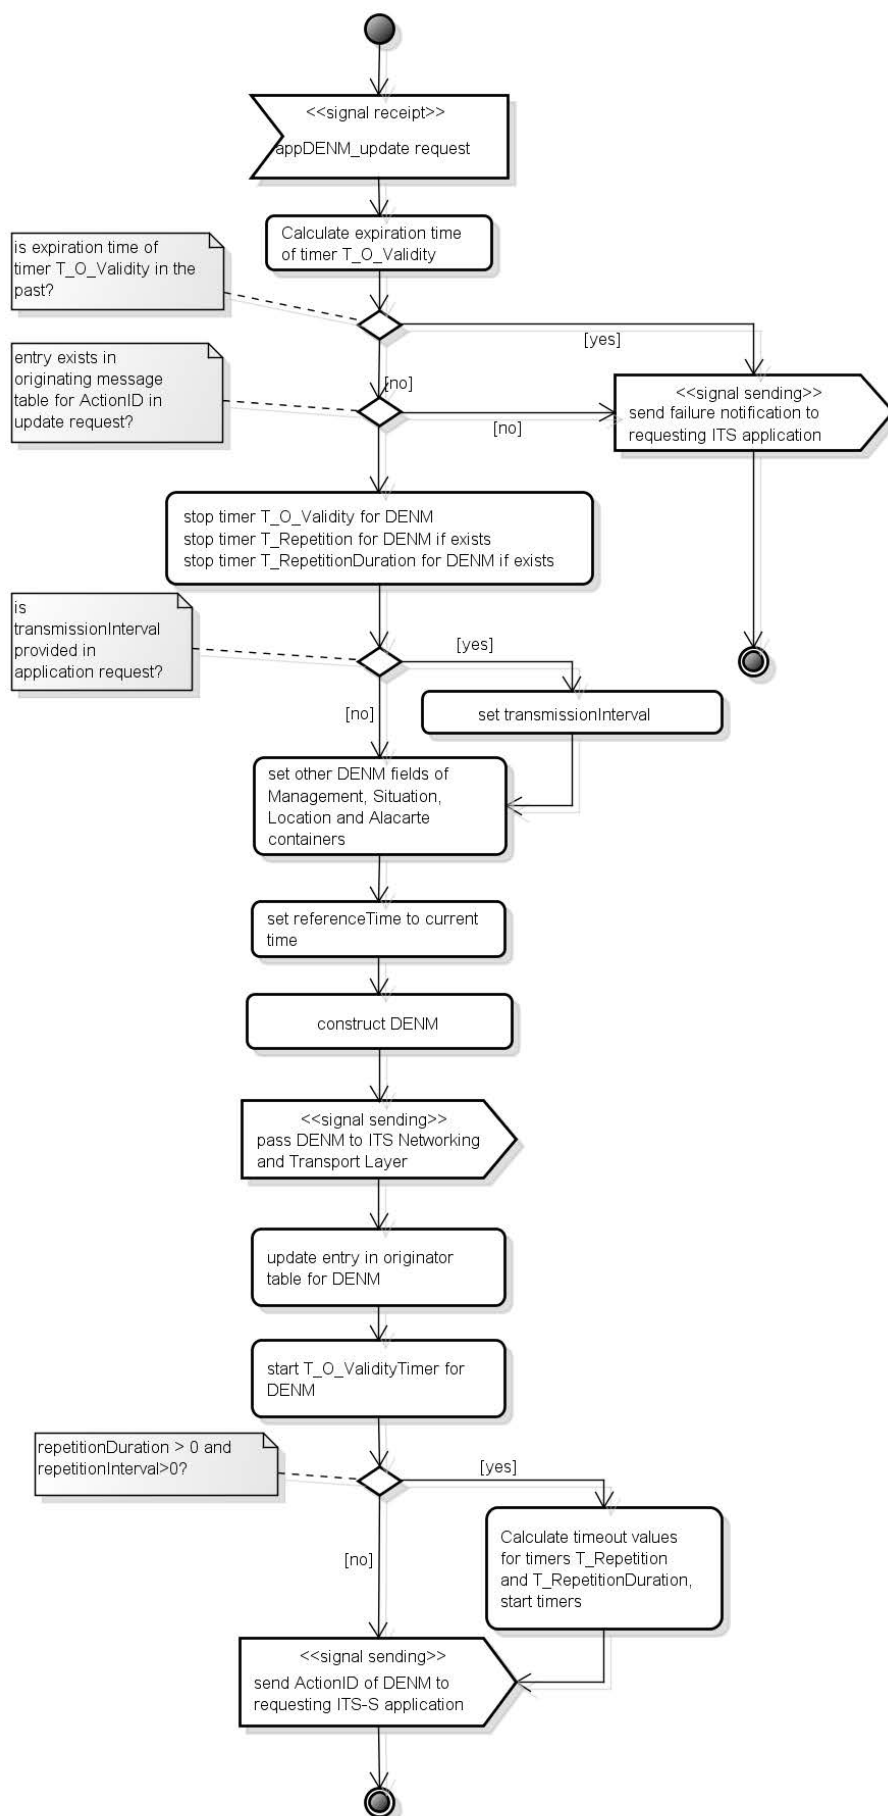 <<signal receipt>>
appDENM_update request
Calculate expiration time
of timer T_O_Validity
is expiration time of
timer T_O_Validity in the
past?
[yes]
[no]
entry exists in
originating message
table for ActionID in
update request?
[no]
<<signal sending>>
send failure notification to
requesting ITS application
stop timer T_O_Validity for DENM
stop timer T_Repetition for DENM if exists
stop timer T_RepetitionDuration for DENM if exists
is
transmissionInterval
provided in
application request?
[yes]
[no]
set transmissionInterval
set other DENM fields of
Management, Situation,
Location and Alacarte
containers
set referenceTime to current
time
construct DENM
<<signal sending>>
pass DENM to ITS Networking
and Transport Layer
update entry in originator
table for DENM
start T_O_ValidityTimer for
DENM
repetitionDuration > 0 and
repetitionInterval>0?
[yes]
[no]
Calculate timeout values
for timers T_Repetition
and T_RepetitionDuration,
start timers
<<signal sending>>
send ActionID of DENM to
requesting ITS-S application